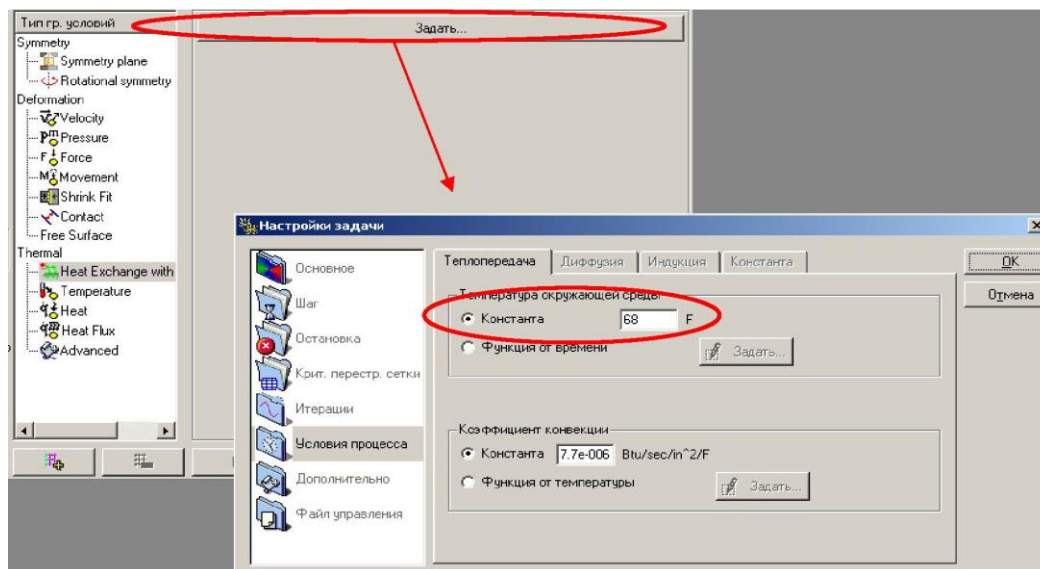 Тип гр. условий
Задать...
Symmetry
Symmetry plane
Rotational symmetry
Deformation
Velocity
Pressure
Force
Movement
Shrink Fit
Contact
Free Surface
Thermal
Heat Exchange with
Temperature
Heat
Heat Flux
Advanced
Настройки задачи
Основное
Шаг
Остановка
Крит. перестр. сетки
Итерации
Условия процесса
Дополнительно
Файл управления
Теплопередача Диффузия Индукция Константа
Температура окружающей среды
Константа 68 F
Функция от времени Задать...
Коэффициент конвекции
Константа 7.7e-006 Btu/sec/in^2/F
Функция от температуры Задать...
OK
Отмена